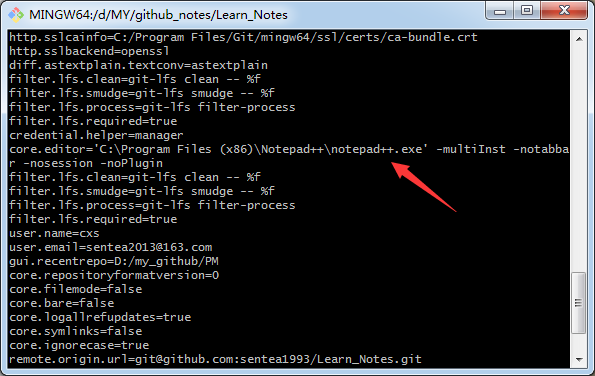 MINGW64:/d/MY/github_notes/Learn_Notes
http.sslcainfo=C:/Program Files/Git/mingw64/ssl/certs/ca-bundle.crt
http.sslbackend=openssl
diff.astextplain.textconv=astextplain
filter.lfs.clean=git-lfs clean -- %f
filter.lfs.smudge=git-lfs smudge -- %f
filter.lfs.process=git-lfs filter-process
filter.lfs.required=true
credential.helper=manager
core.editor='C:\Program Files (x86)\Notepad++\notepad++.exe' -multiInst -notabba
r -nosession -noPlugin
filter.lfs.clean=git-lfs clean -- %f
filter.lfs.smudge=git-lfs smudge -- %f
filter.lfs.process=git-lfs filter-process
filter.lfs.required=true
user.name=cxs
user.email=sentea2013@163.com
gui.recentrepo=D:/my_github/PM
core.repositoryformatversion=0
core.filemode=false
core.bare=false
core.logallrefupdates=true
core.symlinks=false
core.ignorecase=true
remote.origin.url=git@github.com:sentea1993/Learn_Notes.git